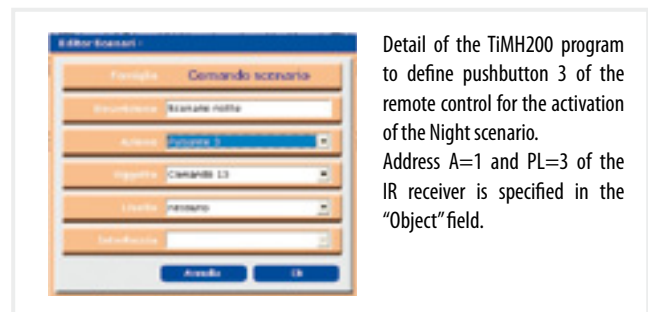 Editor Scenari -
Famiglia Comando scenario
Descrizione Scenario notte
Azione Pulsante 3
Oggetto Comando 13
Livello nessuno
Interfaccia
Annulla Ok
Detail of the TiMH200 program
to define pushbutton 3 of the
remote control for the activation
of the Night scenario.
Address A=1 and PL=3 of the
IR receiver is specified in the
“Object” field.